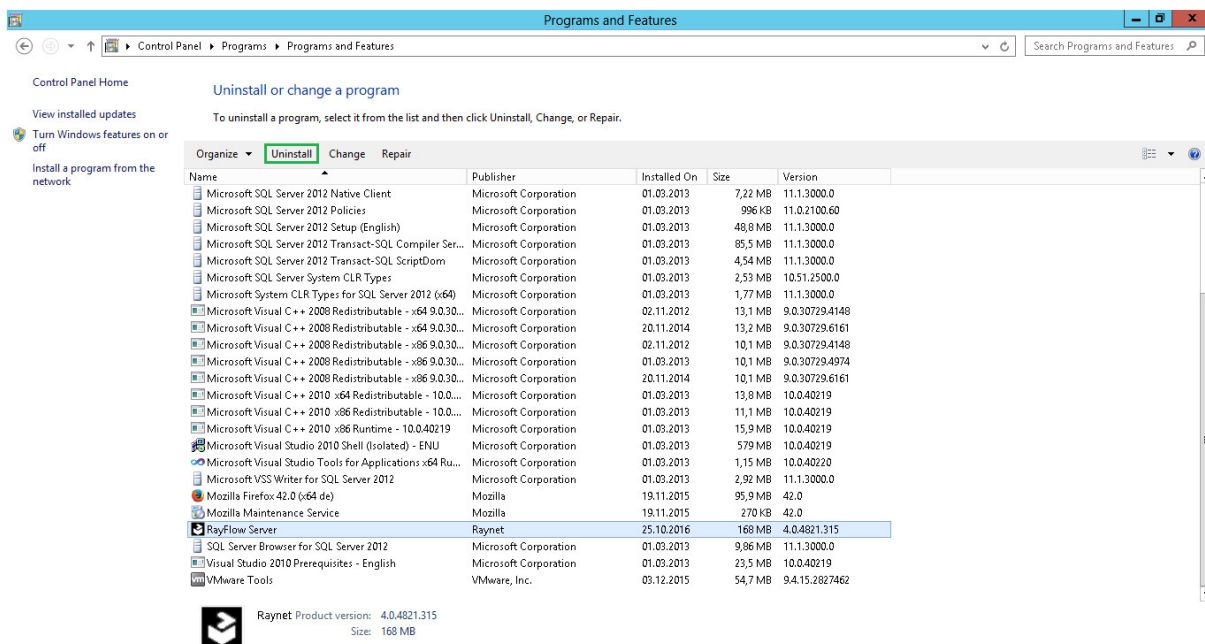 Programs and Features
Control Panel Programs Programs and Features
Search Programs and Features
Control Panel Home
View installed updates
Turn Windows features on or
off
Install a program from the
network
Uninstall or change a program
To uninstall a program, select it from the list and then click Uninstall, Change, or Repair.
Organize Uninstall Change Repair
Name Publisher Installed On Size Version
Microsoft SQL Server 2012 Native Client Microsoft Corporation 01.03.2013 7,22 MB 11.1.3000.0
Microsoft SQL Server 2012 Policies Microsoft Corporation 01.03.2013 996 KB 11.0.2100.60
Microsoft SQL Server 2012 Setup (English) Microsoft Corporation 01.03.2013 48,8 MB 11.1.3000.0
Microsoft SQL Server 2012 Transact-SQL Compiler Ser... Microsoft Corporation 01.03.2013 85,5 MB 11.1.3000.0
Microsoft SQL Server 2012 Transact-SQL ScriptDom Microsoft Corporation 01.03.2013 4,54 MB 11.1.3000.0
Microsoft SQL Server System CLR Types Microsoft Corporation 01.03.2013 2,53 MB 10.51.2500.0
Microsoft System CLR Types for SQL Server 2012 (x64) Microsoft Corporation 01.03.2013 1,77 MB 11.1.3000.0
Microsoft Visual C++ 2008 Redistributable - x64 9.0.30... Microsoft Corporation 02.11.2012 13,1 MB 9.0.30729.4148
Microsoft Visual C++ 2008 Redistributable - x64 9.0.30... Microsoft Corporation 20.11.2014 13,2 MB 9.0.30729.6161
Microsoft Visual C++ 2008 Redistributable - x86 9.0.30... Microsoft Corporation 02.11.2012 10,1 MB 9.0.30729.4148
Microsoft Visual C++ 2008 Redistributable - x86 9.0.30... Microsoft Corporation 01.03.2013 10,1 MB 9.0.30729.4974
Microsoft Visual C++ 2008 Redistributable - x86 9.0.30... Microsoft Corporation 20.11.2014 10,1 MB 9.0.30729.6161
Microsoft Visual C++ 2010 x64 Redistributable - 10.0.... Microsoft Corporation 01.03.2013 13,8 MB 10.0.40219
Microsoft Visual C++ 2010 x86 Redistributable - 10.0.... Microsoft Corporation 01.03.2013 11,1 MB 10.0.40219
Microsoft Visual C++ 2010 x86 Runtime - 10.0.40219 Microsoft Corporation 01.03.2013 15,9 MB 10.0.40219
Microsoft Visual Studio 2010 Shell (Isolated) - ENU Microsoft Corporation 01.03.2013 579 MB 10.0.40219
Microsoft Visual Studio Tools for Applications x64 Ru... Microsoft Corporation 01.03.2013 1,15 MB 10.0.40220
Microsoft VSS Writer for SQL Server 2012 Microsoft Corporation 01.03.2013 2,92 MB 11.1.3000.0
Mozilla Firefox 42.0 (x64 de) Mozilla 19.11.2015 95,9 MB 42.0
Mozilla Maintenance Service Mozilla 19.11.2015 270 KB 42.0
RayFlow Server Raynet 25.10.2016 168 MB 4.0.4821.315
SQL Server Browser for SQL Server 2012 Microsoft Corporation 01.03.2013 9,86 MB 11.1.3000.0
Visual Studio 2010 Prerequisites - English Microsoft Corporation 01.03.2013 23,5 MB 10.0.40219
vm VMware Tools VMware, Inc. 03.12.2015 54,7 MB 9.4.15.2827462
Raynet Product version: 4.0.4821.315
Size: 168 MB